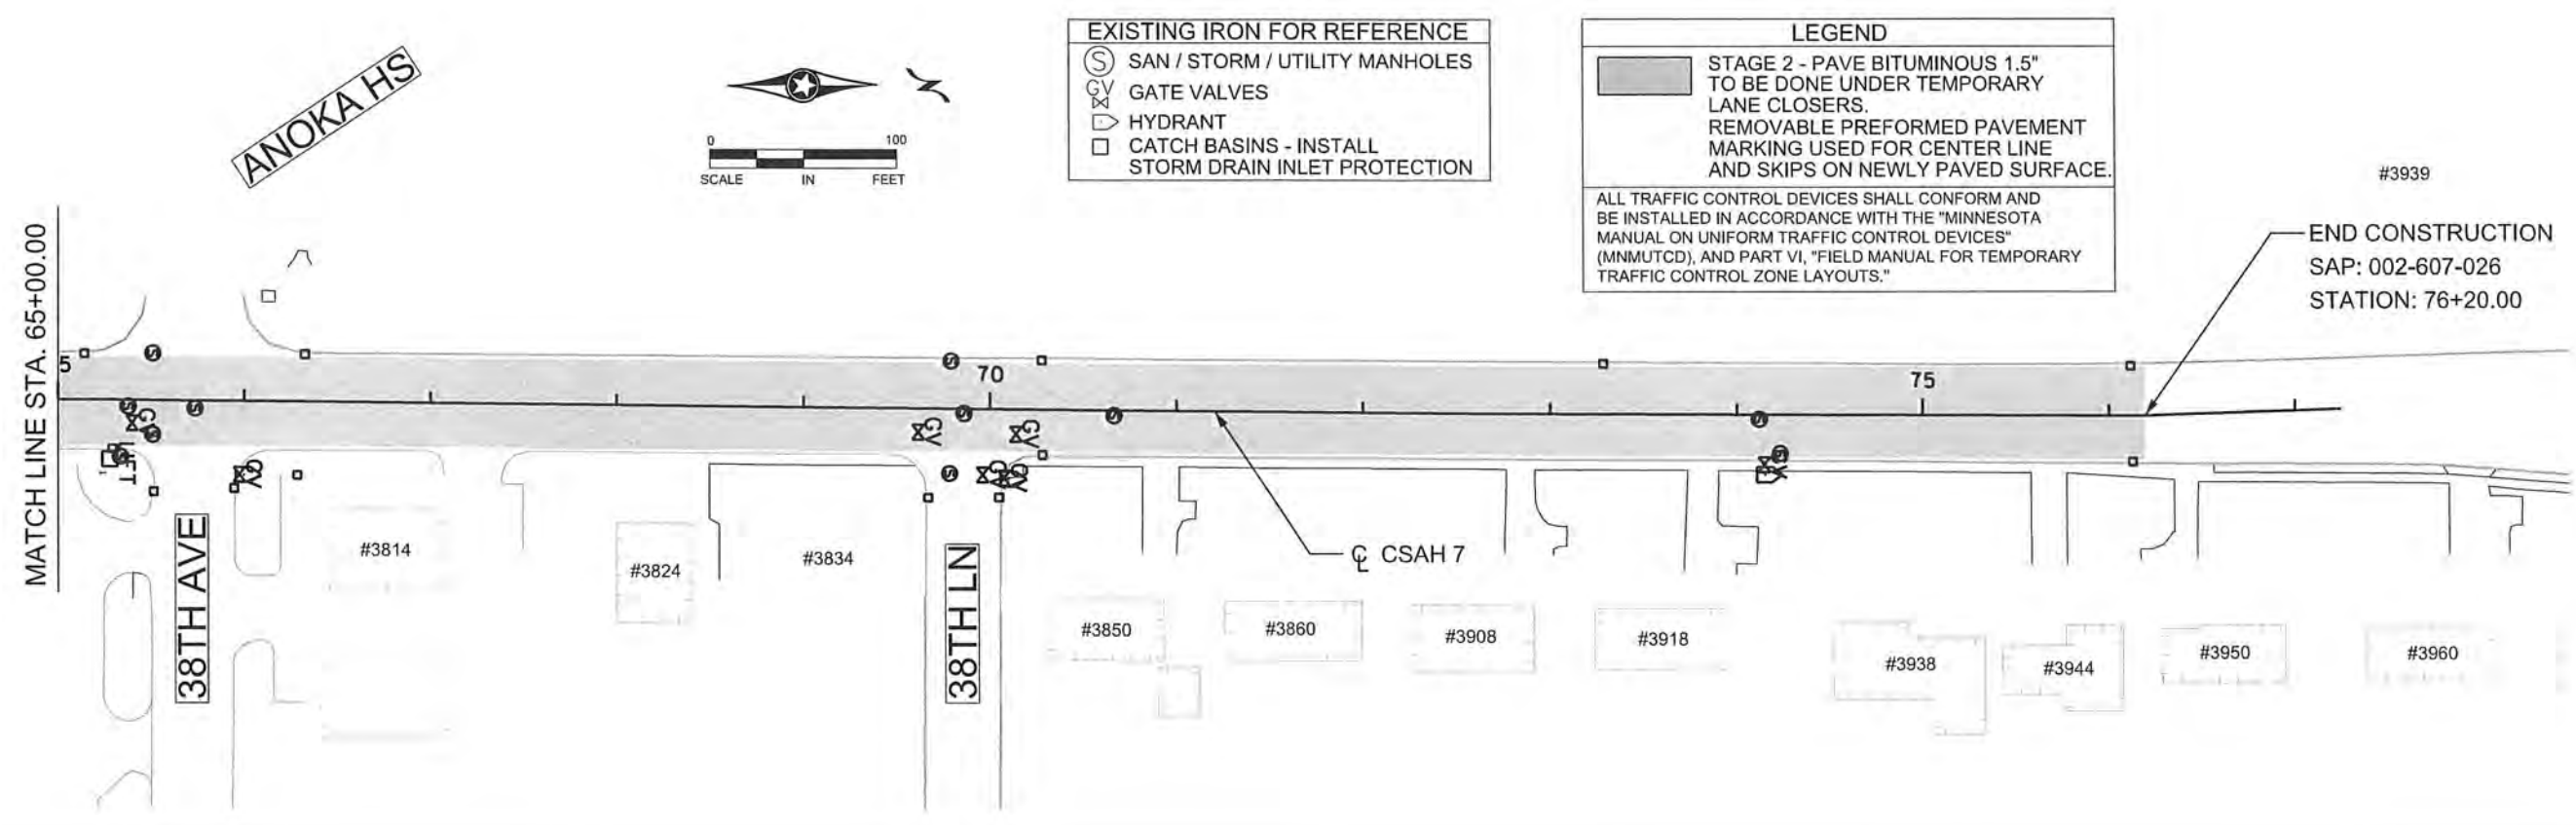 ANOKA HS
N
0 100
SCALE IN FEET
EXISTING IRON FOR REFERENCE
S SAN / STORM / UTILITY MANHOLES
GV GATE VALVES
HYDRANT
CATCH BASINS - INSTALL
STORM DRAIN INLET PROTECTION
LEGEND
STAGE 2 - PAVE BITUMINOUS 1.5"
TO BE DONE UNDER TEMPORARY
LANE CLOSERS.
REMOVABLE PREFORMED PAVEMENT
MARKING USED FOR CENTER LINE
AND SKIPS ON NEWLY PAVED SURFACE.
ALL TRAFFIC CONTROL DEVICES SHALL CONFORM AND
BE INSTALLED IN ACCORDANCE WITH THE "MINNESOTA
MANUAL ON UNIFORM TRAFFIC CONTROL DEVICES"
(MNMUTCD), AND PART VI, "FIELD MANUAL FOR TEMPORARY
TRAFFIC CONTROL ZONE LAYOUTS."
#3939
END CONSTRUCTION
SAP: 002-607-026
STATION: 76+20.00
MATCH LINE STA. 65+00.00
5
70
75
S
S
S
S
S
S
S
S
S
S
S
S
GV
GV
GV
GV
GV
GV
38TH AVE
#3814
#3824
#3834
38TH LN
℄ CSAH 7
#3850
#3860
#3908
#3918
#3938
#3944
#3950
#3960